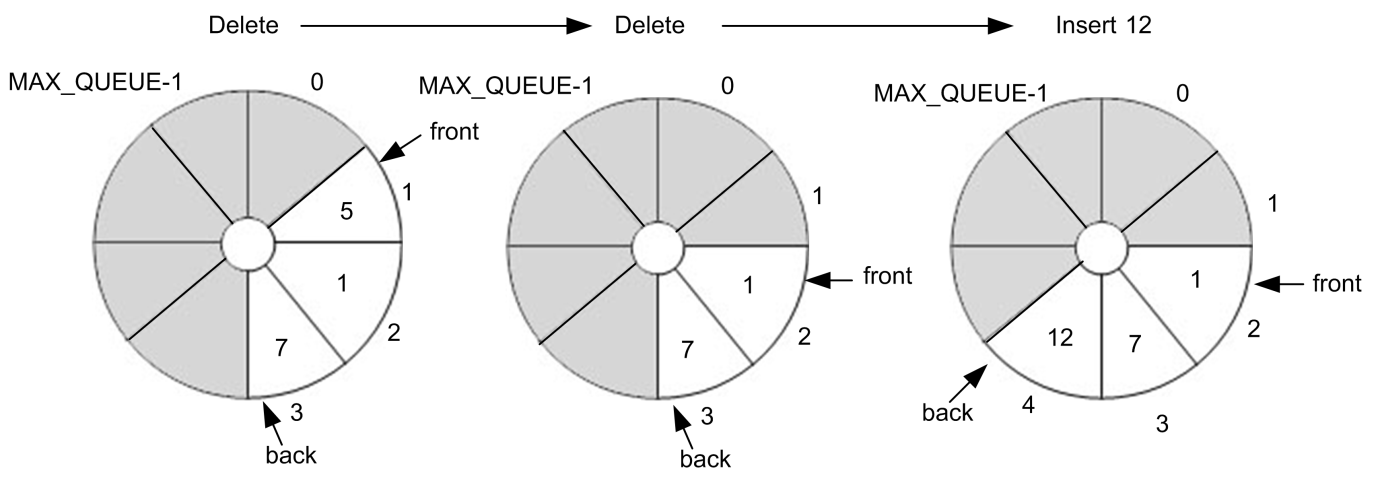 Delete Delete Insert 12
MAX_QUEUE-1 0
front
1
5
1
2
7
3
back
MAX_QUEUE-1 0
1
front
1
2
7
3
back
MAX_QUEUE-1 0
1
front
1
2
12
7
back
4
3